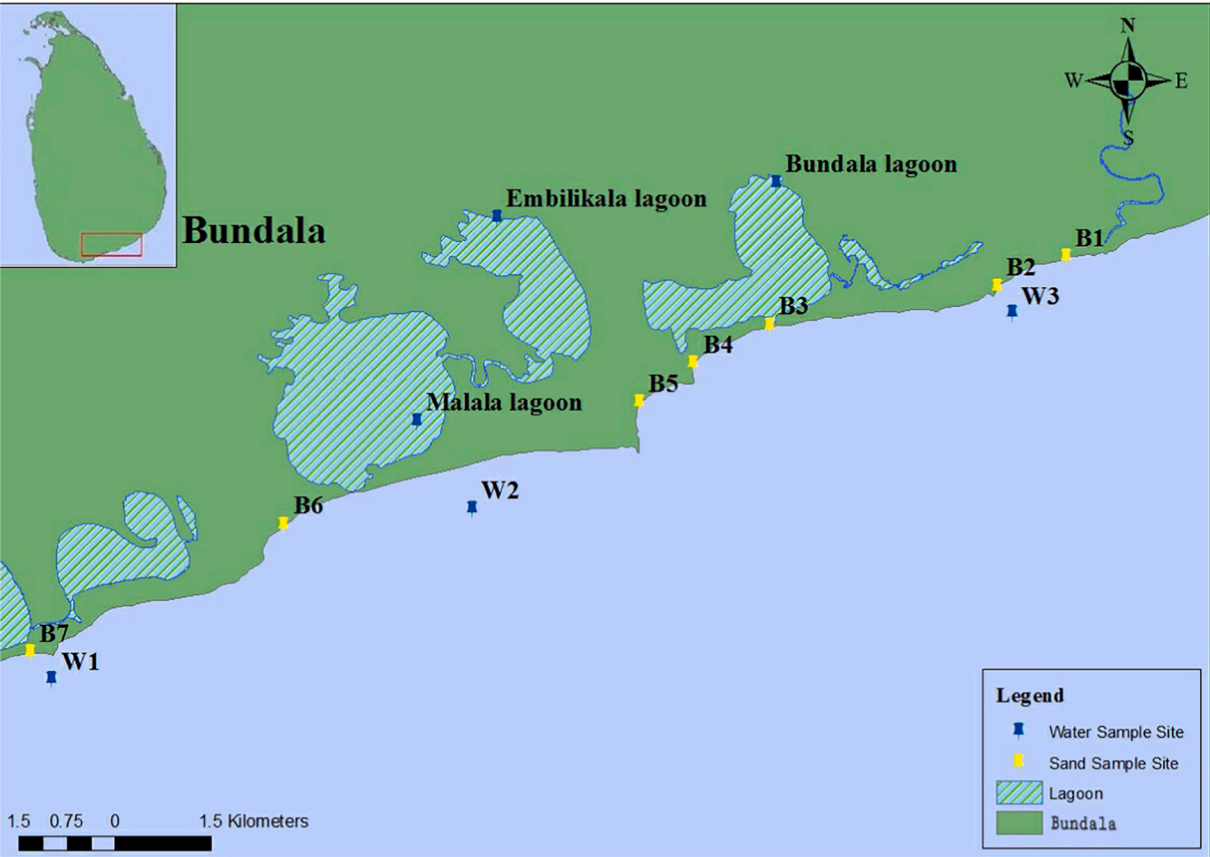 N
W E
S
Bundala lagoon
Embilikala lagoon
Bundala
B1
B2
W3
B3
B4
B5
Malala lagoon
W2
B6
B7
W1
Legend
Water Sample Site
Sand Sample Site
Lagoon
Bundala
1.5 0.75 0 1.5 Kilometers